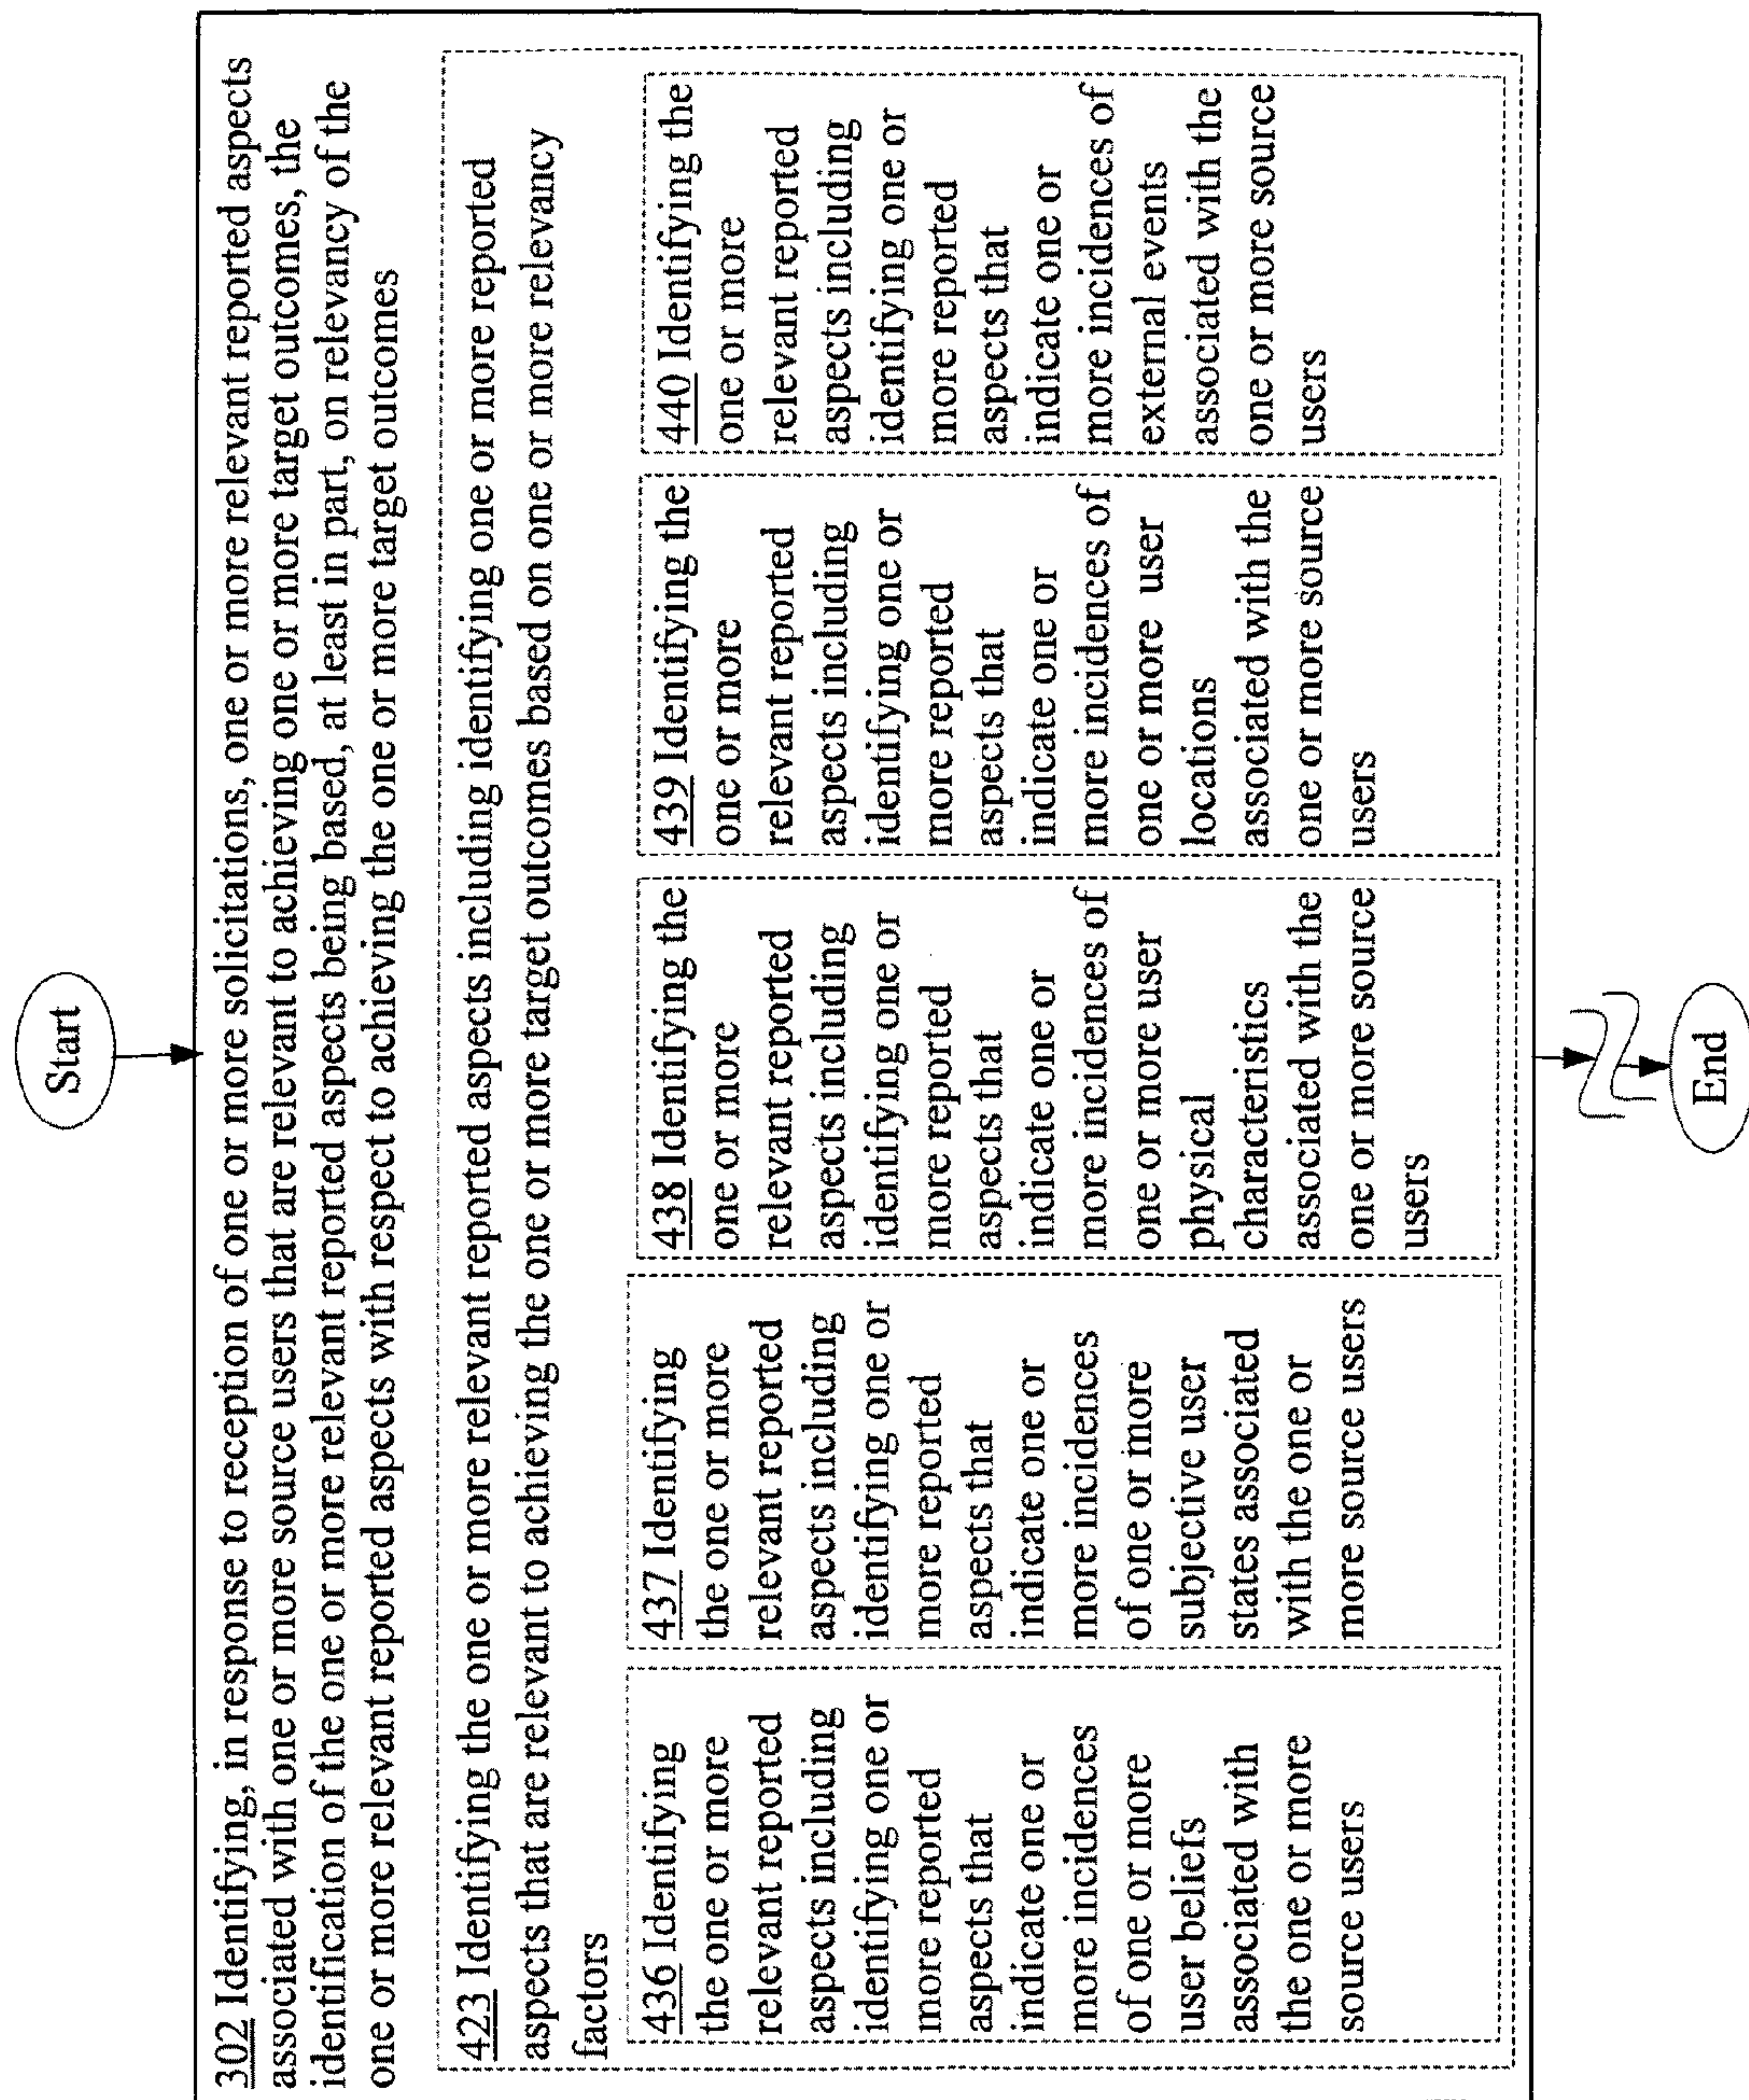 Start
302 Identifying, in response to reception of one or more solicitations, one or more relevant reported aspects
associated with one or more source users that are relevant to achieving one or more target outcomes, the
identification of the one or more relevant reported aspects being based, at least in part, on relevancy of the
one or more relevant reported aspects with respect to achieving the one or more target outcomes
423 Identifying the one or more relevant reported aspects including identifying one or more reported
aspects that are relevant to achieving the one or more target outcomes based on one or more relevancy
factors
436 Identifying
the one or more
relevant reported
aspects including
identifying one or
more reported
aspects that
indicate one or
more incidences
of one or more
user beliefs
associated with
the one or more
source users
437 Identifying
the one or more
relevant reported
aspects including
identifying one or
more reported
aspects that
indicate one or
more incidences
of one or more
subjective user
states associated
with the one or
more source users
438 Identifying the
one or more
relevant reported
aspects including
identifying one or
more reported
aspects that
indicate one or
more incidences of
one or more user
physical
characteristics
associated with the
one or more source
users
439 Identifying the
one or more
relevant reported
aspects including
identifying one or
more reported
aspects that
indicate one or
more incidences of
one or more user
locations
associated with the
one or more source
users
440 Identifying the
one or more
relevant reported
aspects including
identifying one or
more reported
aspects that
indicate one or
more incidences of
external events
associated with the
one or more source
users
End